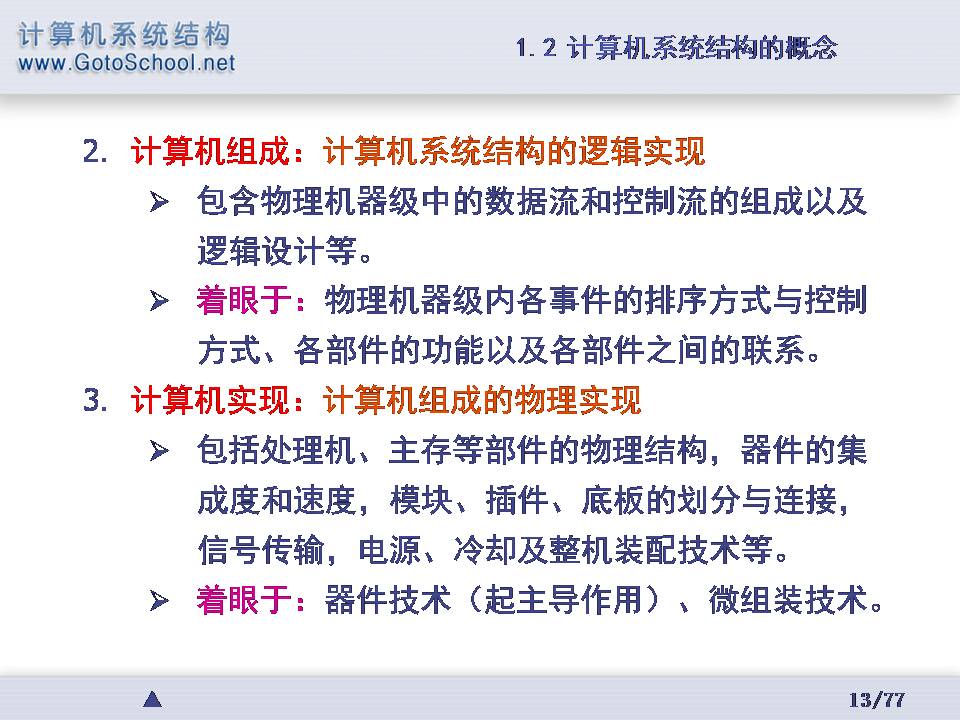 计算机系统结构
www.GotoSchool.net
1.2 计算机系统结构的概念
2. 计算机组成：计算机系统结构的逻辑实现
➢ 包含物理机器级中的数据流和控制流的组成以及
逻辑设计等。
➢ 着眼于：物理机器级内各事件的排序方式与控制
方式、各部件的功能以及各部件之间的联系。
3. 计算机实现：计算机组成的物理实现
➢ 包括处理机、主存等部件的物理结构，器件的集
成度和速度，模块、插件、底板的划分与连接，
信号传输，电源、冷却及整机装配技术等。
➢ 着眼于：器件技术（起主导作用）、微组装技术。
13/77